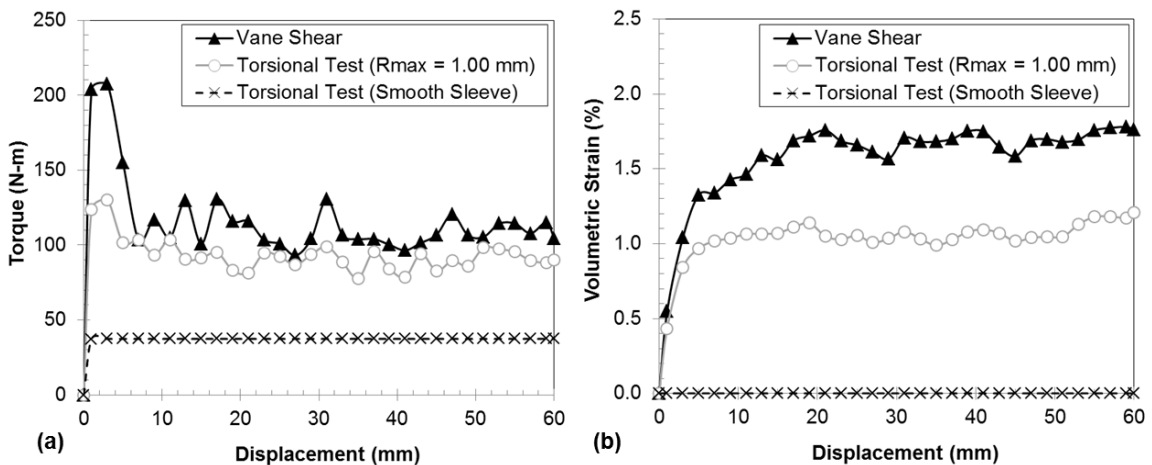 250
200
150
100
50
0
Torque (N-m)
Vane Shear
Torsional Test (Rmax = 1.00 mm)
Torsional Test (Smooth Sleeve)
0 10 20 30 40 50 60
(a)
Displacement (mm)
2.5
2.0
1.5
1.0
0.5
0.0
Volumetric Strain (%)
Vane Shear
Torsional Test (Rmax = 1.00 mm)
Torsional Test (Smooth Sleeve)
0 10 20 30 40 50 60
(b)
Displacement (mm)